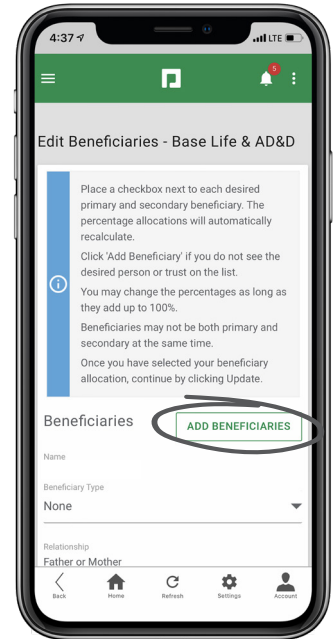 4:37
LTE
5
Edit Beneficiaries - Base Life & AD&D
Place a checkbox next to each desired
primary and secondary beneficiary. The
percentage allocations will automatically
recalculate.
Click 'Add Beneficiary' if you do not see the
desired person or trust on the list.
You may change the percentages as long as
they add up to 100%.
Beneficiaries may not be both primary and
secondary at the same time.
Once you have selected your beneficiary
allocation, continue by clicking Update.
Beneficiaries
ADD BENEFICIARIES
Name
Beneficiary Type
None
Relationship
Father or Mother
Back
Home
Refresh
Settings
Account